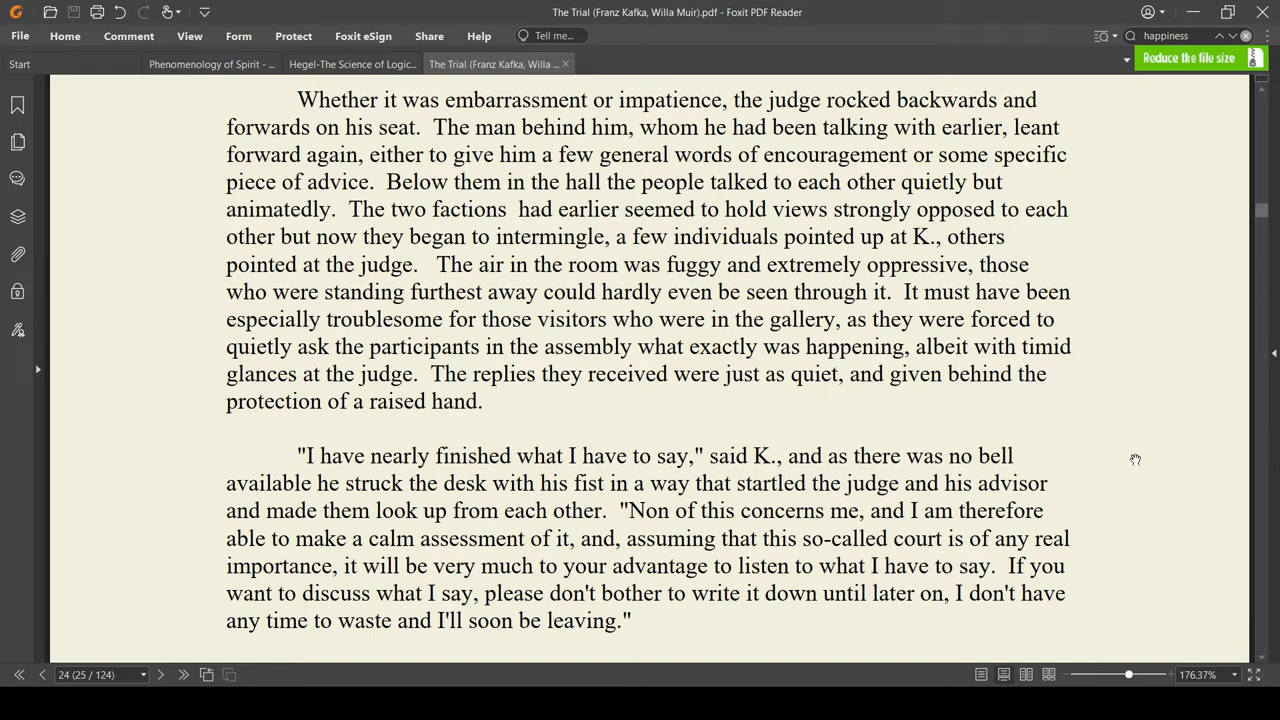 The Trial (Franz Kafka, Willa Muir).pdf - Foxit PDF Reader
File Home Comment View Form Protect Foxit eSign Share Help Tell me... happiness
Start Phenomenology of Spirit - ... Hegel-The Science of Logic... The Trial (Franz Kafka, Willa ... Reduce the file size
Whether it was embarrassment or impatience, the judge rocked backwards and
forwards on his seat. The man behind him, whom he had been talking with earlier, leant
forward again, either to give him a few general words of encouragement or some specific
piece of advice. Below them in the hall the people talked to each other quietly but
animatedly. The two factions had earlier seemed to hold views strongly opposed to each
other but now they began to intermingle, a few individuals pointed up at K., others
pointed at the judge. The air in the room was fuggy and extremely oppressive, those
who were standing furthest away could hardly even be seen through it. It must have been
especially troublesome for those visitors who were in the gallery, as they were forced to
quietly ask the participants in the assembly what exactly was happening, albeit with timid
glances at the judge. The replies they received were just as quiet, and given behind the
protection of a raised hand.
"I have nearly finished what I have to say," said K., and as there was no bell
available he struck the desk with his fist in a way that startled the judge and his advisor
and made them look up from each other. "Non of this concerns me, and I am therefore
able to make a calm assessment of it, and, assuming that this so-called court is of any real
importance, it will be very much to your advantage to listen to what I have to say. If you
want to discuss what I say, please don't bother to write it down until later on, I don't have
any time to waste and I'll soon be leaving."
24 (25 / 124) 176.37%